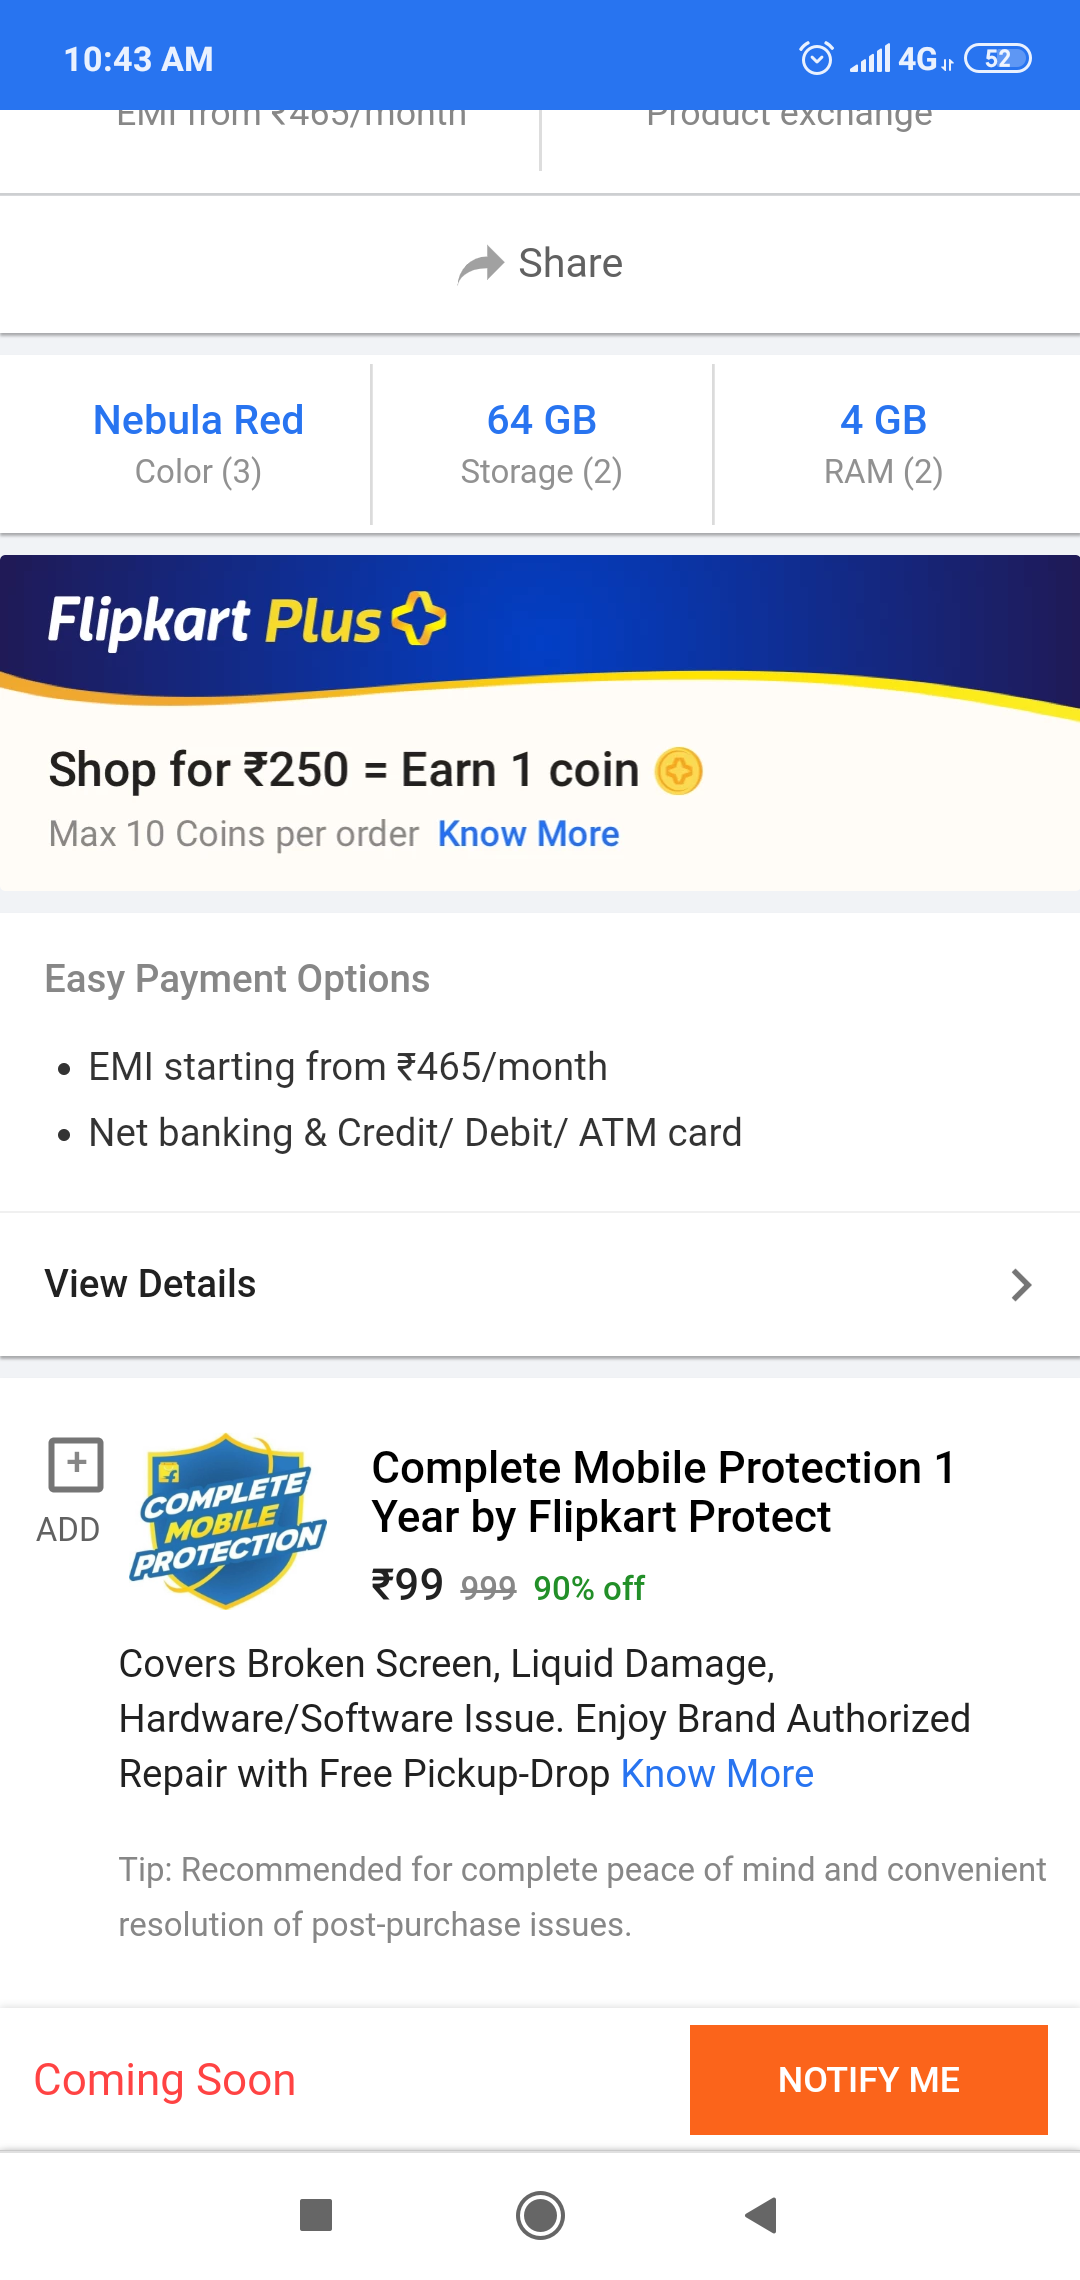 10:43 AM 4G 52
EMI from ₹465/month Product exchange
Share
Nebula Red 64 GB 4 GB
Color (3) Storage (2) RAM (2)
Flipkart Plus
Shop for ₹250 = Earn 1 coin
Max 10 Coins per order Know More
Easy Payment Options
• EMI starting from ₹465/month
• Net banking & Credit/ Debit/ ATM card
View Details
COMPLETE
MOBILE
PROTECTION
ADD
Complete Mobile Protection 1
Year by Flipkart Protect
₹99 999 90% off
Covers Broken Screen, Liquid Damage,
Hardware/Software Issue. Enjoy Brand Authorized
Repair with Free Pickup-Drop Know More
Tip: Recommended for complete peace of mind and convenient
resolution of post-purchase issues.
Coming Soon NOTIFY ME